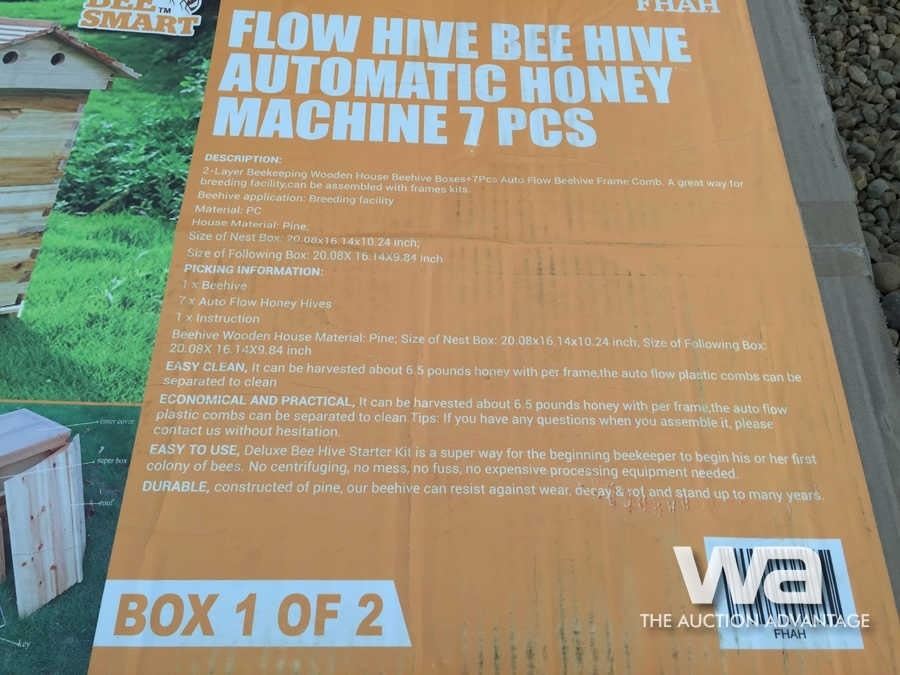 BEE
SMART™
FHAH
FLOW HIVE BEE HIVE
AUTOMATIC HONEY
MACHINE 7 PCS
DESCRIPTION:
2-Layer Beekeeping Wooden House Beehive Boxes+7Pcs Auto Flow Beehive Frame Comb. A great way for
breeding facility,can be assembled with frames kits.
Beehive application: Breeding facility
Material: PC
House Material: Pine;
Size of Nest Box: 20.08x16.14x10.24 inch;
Size of Following Box: 20.08X 16.14X9.84 inch
PICKING INFORMATION:
1 x Beehive
7 x Auto Flow Honey Hives
1 x Instruction
Beehive Wooden House Material: Pine; Size of Nest Box: 20.08x16.14x10.24 inch, Size of Following Box:
20.08X 16.14X9.84 inch
EASY CLEAN, It can be harvested about 6.5 pounds honey with per frame,the auto flow plastic combs can be
separated to clean
ECONOMICAL AND PRACTICAL, It can be harvested about 6.5 pounds honey with per frame,the auto flow
plastic combs can be separated to clean.Tips: If you have any questions when you assemble it, please
contact us without hesitation.
EASY TO USE, Deluxe Bee Hive Starter Kit is a super way for the beginning beekeeper to begin his or her first
colony of bees. No centrifuging, no mess, no fuss, no expensive processing equipment needed.
DURABLE, constructed of pine, our beehive can resist against wear, decay & rot and stand up to many years.
inner cover
super box
roof
key
BOX 1 OF 2
wa
THE AUCTION ADVANTAGE
FHAH